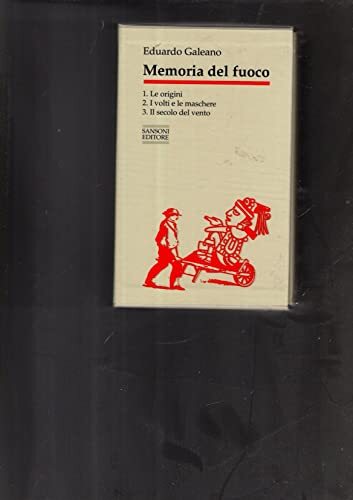 Eduardo Galeano
Memoria del fuoco
1. Le origini
2. I volti e le maschere
3. Il secolo del vento
SANSONI
EDITORE